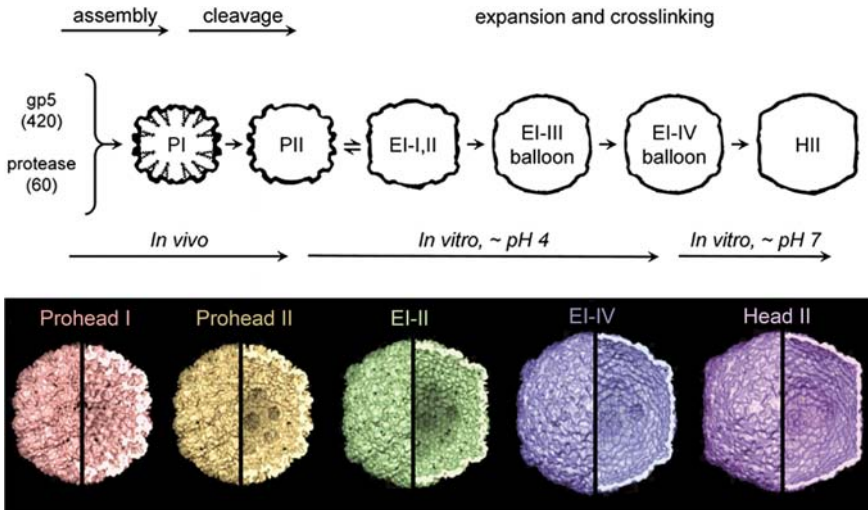 assembly cleavage expansion and crosslinking
gp5
(420)
protease
(60)
PI
PII
EI-I,II
EI-III
balloon
EI-IV
balloon
HII
In vivo
In vitro, ~ pH 4
In vitro, ~ pH 7
Prohead I
Prohead II
EI-II
EI-IV
Head II